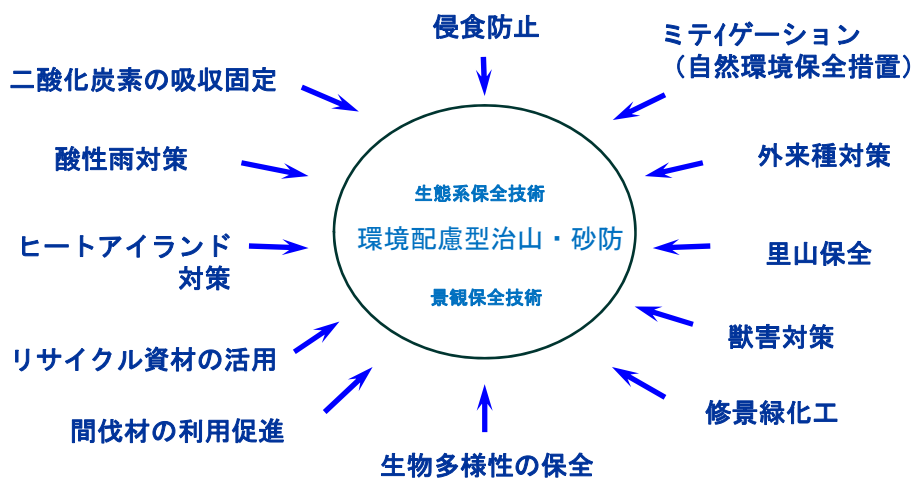 侵食防止
ミティゲーション
（自然環境保全措置）
二酸化炭素の吸収固定
酸性雨対策
外来種対策
生態系保全技術
環境配慮型治山・砂防
景観保全技術
ヒートアイランド
対策
里山保全
獣害対策
リサイクル資材の活用
修景緑化工
間伐材の利用促進
生物多様性の保全